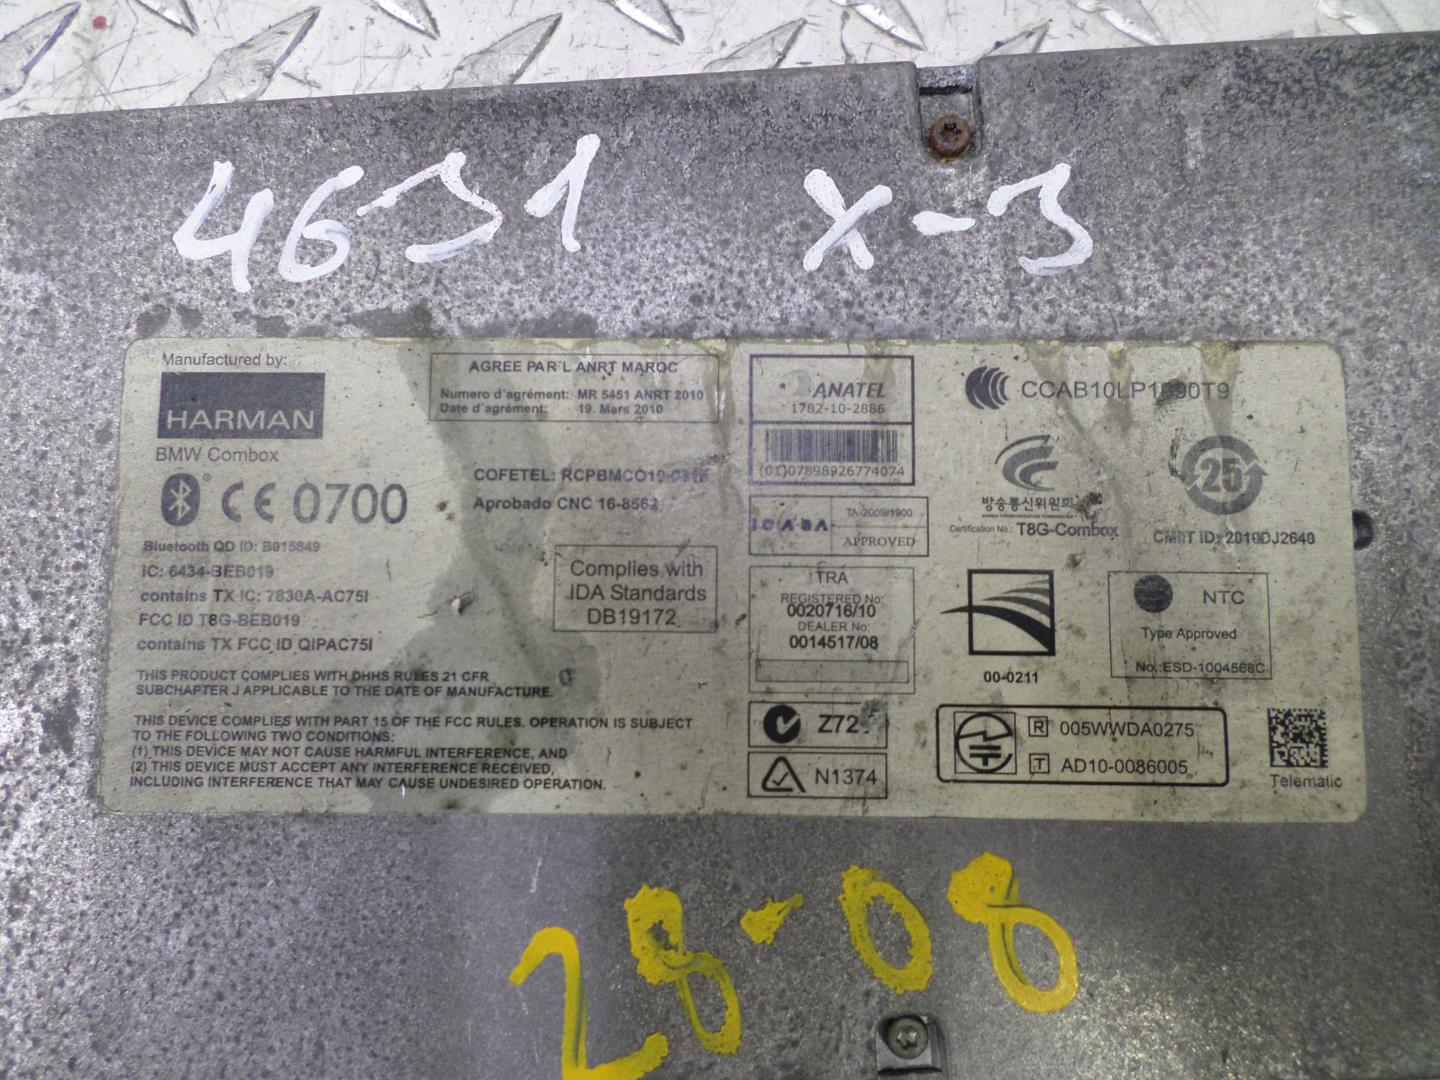 4631 X-3
Manufactured by:
HARMAN
BMW Combox
CE 0700
Bluetooth QD ID: B015849
IC: 6434-BEB019
contains TX IC: 7830A-AC75I
FCC ID T8G-BEB019
contains TX FCC ID QIPAC75I
THIS PRODUCT COMPLIES WITH DHHS RULES 21 CFR
SUBCHAPTER J APPLICABLE TO THE DATE OF MANUFACTURE.
THIS DEVICE COMPLIES WITH PART 15 OF THE FCC RULES. OPERATION IS SUBJECT
TO THE FOLLOWING TWO CONDITIONS:
(1) THIS DEVICE MAY NOT CAUSE HARMFUL INTERFERENCE, AND
(2) THIS DEVICE MUST ACCEPT ANY INTERFERENCE RECEIVED,
INCLUDING INTERFERENCE THAT MAY CAUSE UNDESIRED OPERATION.
AGREE PAR'L ANRT MAROC
Numero d'agrément: MR 5451 ANRT 2010
Date d'agrément: 19. Mars 2010
COFETEL:
Aprobado CNC 16-8562
Complies with
IDA Standards
DB19172
ANATEL
1782-10-2886
(01)07898926774074
ICASA
TA-2009/1900
APPROVED
TRA
REGISTERED No:
0020716/10
DEALER No:
0014517/08
Z72
N1374
방송통신위원회
Certification No.: T8G-Combox
25
CMIIT ID: 2010DJ2640
00-0211
NTC
Type Approved
No.:ESD-1004568C
R 005WWDA0275
T AD10-0086005
Telematic
28-08